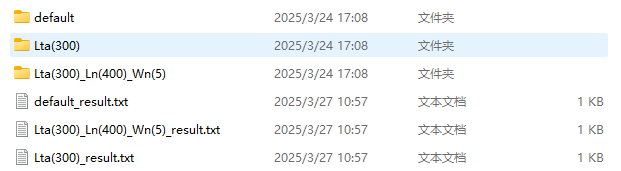 default 2025/3/24 17:08 文件夹
Lta(300) 2025/3/24 17:08 文件夹
Lta(300)_Ln(400)_Wn(5) 2025/3/24 17:08 文件夹
default_result.txt 2025/3/27 10:57 文本文档 1 KB
Lta(300)_Ln(400)_Wn(5)_result.txt 2025/3/27 10:57 文本文档 1 KB
Lta(300)_result.txt 2025/3/27 10:57 文本文档 1 KB